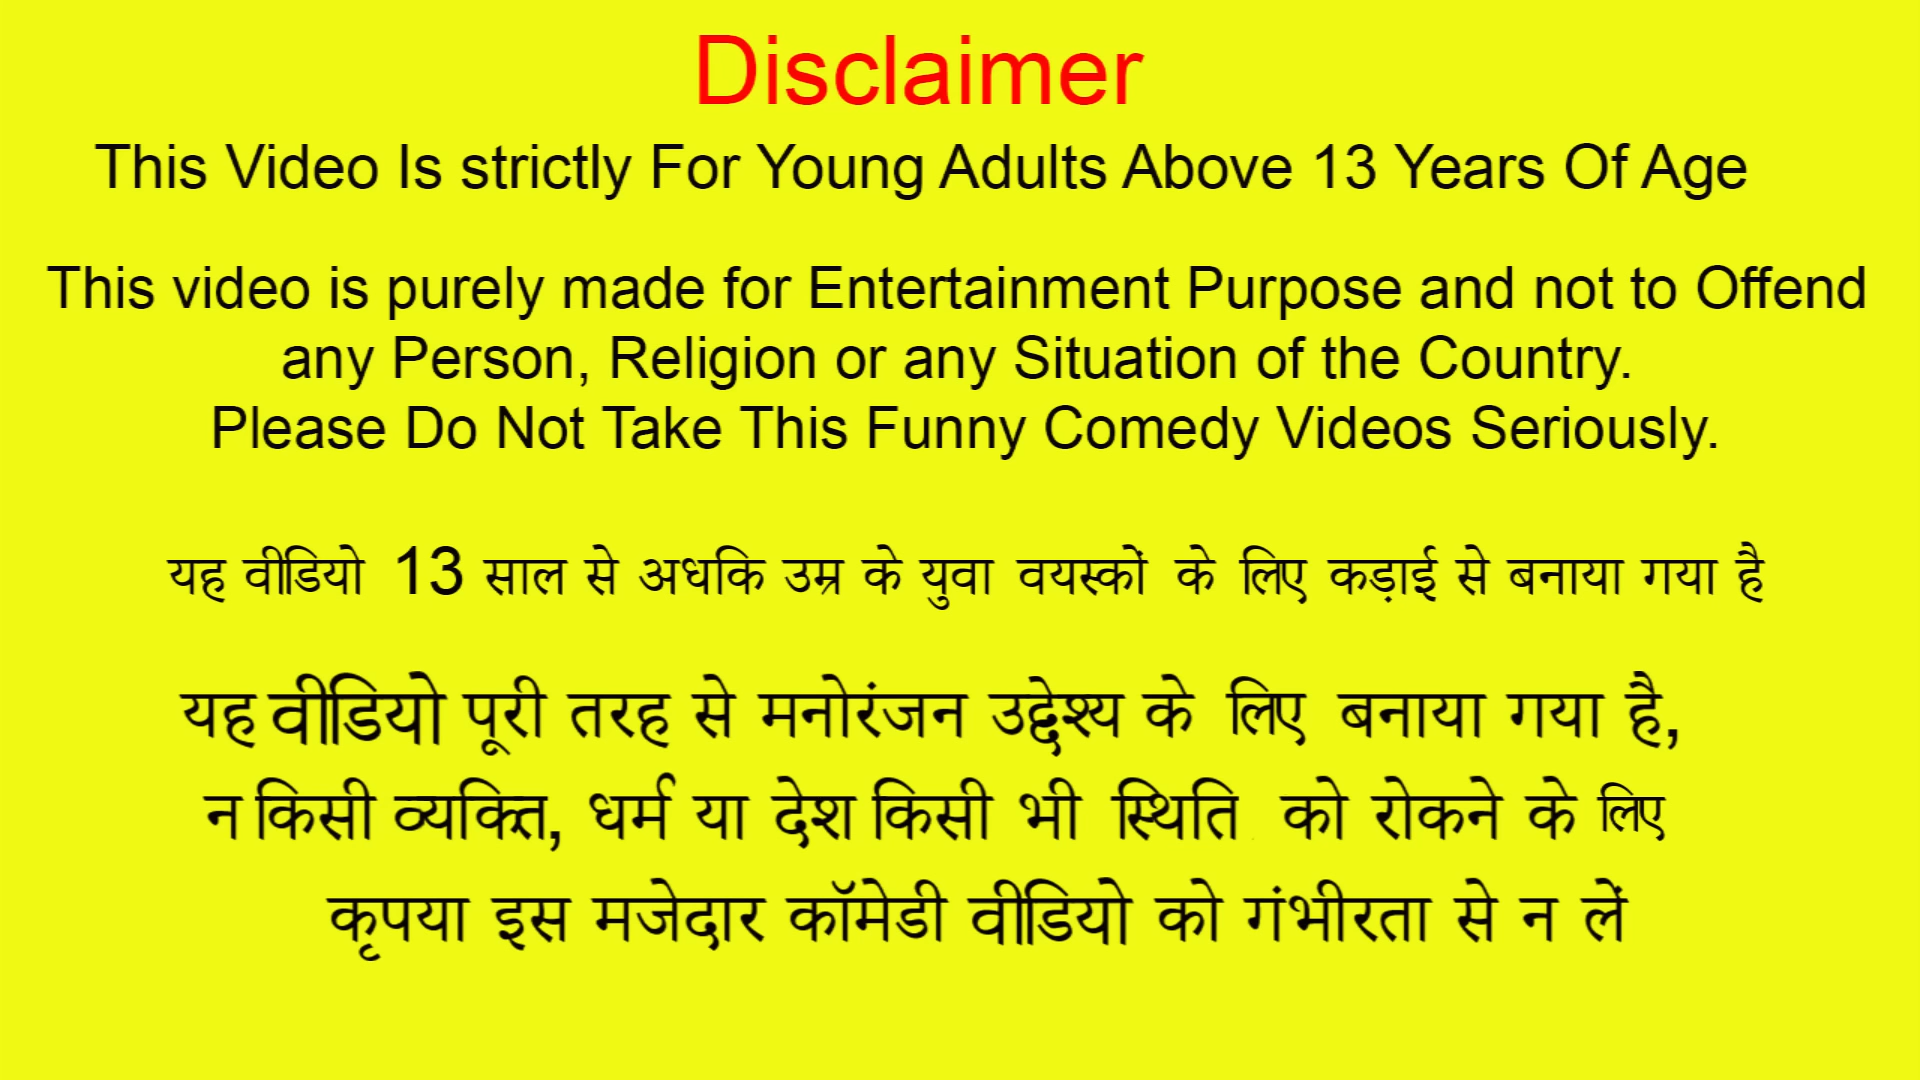 Disclaimer
This Video Is strictly For Young Adults Above 13 Years Of Age
This video is purely made for Entertainment Purpose and not to Offend
any Person, Religion or any Situation of the Country.
Please Do Not Take This Funny Comedy Videos Seriously.
यह वीडियो 13 साल से अधकि उम्र के युवा वयस्कों के लिए कड़ाई से बनाया गया है
यह वीडियो पूरी तरह से मनोरंजन उद्देश्य के लिए बनाया गया है,
न किसी व्यक्ति, धर्म या देश किसी भी स्थिति को रोकने के लिए
कृपया इस मजेदार कॉमेडी वीडियो को गंभीरता से न लें